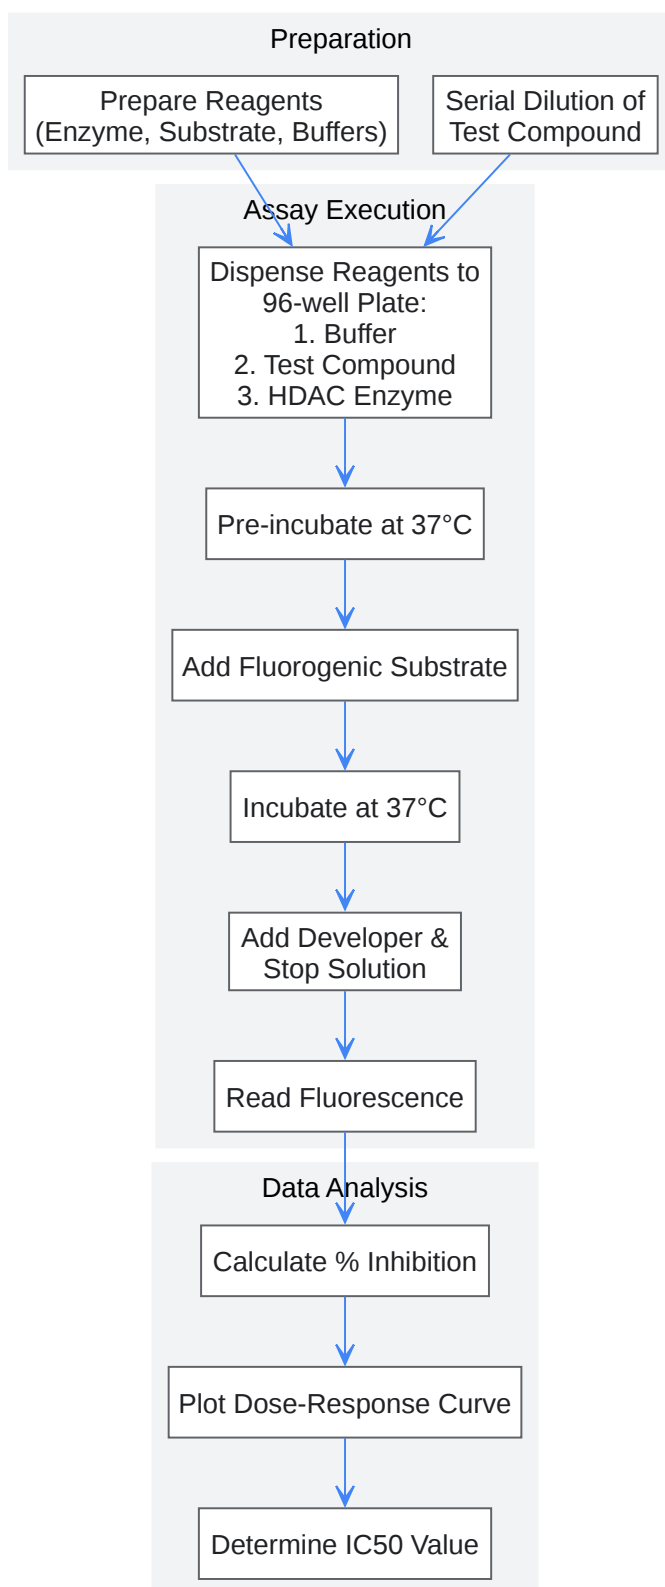 Preparation
Prepare Reagents
(Enzyme, Substrate, Buffers)
Serial Dilution of
Test Compound
Assay Execution
Dispense Reagents to
96-well Plate:
1. Buffer
2. Test Compound
3. HDAC Enzyme
Pre-incubate at 37°C
Add Fluorogenic Substrate
Incubate at 37°C
Add Developer &
Stop Solution
Read Fluorescence
Data Analysis
Calculate % Inhibition
Plot Dose-Response Curve
Determine IC50 Value